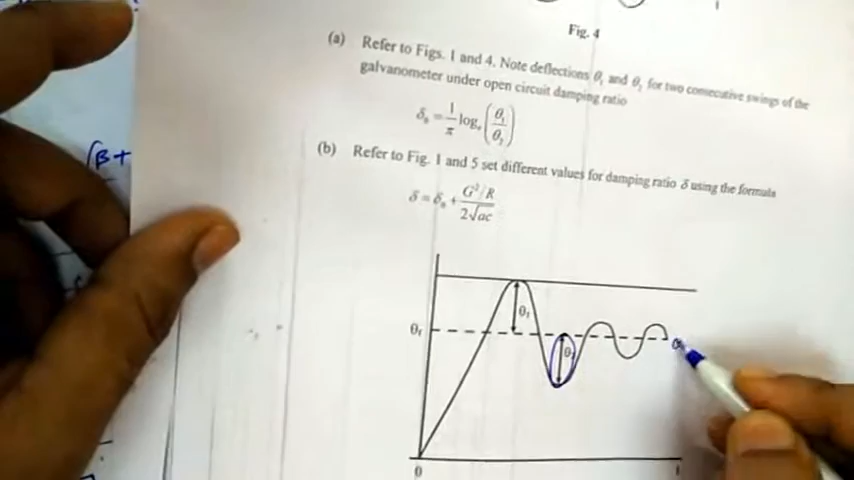 Fig. 4
(a) Refer to Figs. 1 and 4. Note deflections θ₁ and θ₂ for two consecutive swings of the
galvanometer under open circuit damping ratio
δ₀ = 1/π logₑ (θ₁/θ₂)
(b) Refer to Fig. 1 and 5 set different values for damping ratio δ using the formula
δ = δ₀ + G²/R / 2√ac
θ₁
θf
θ₂
0
t
(β+